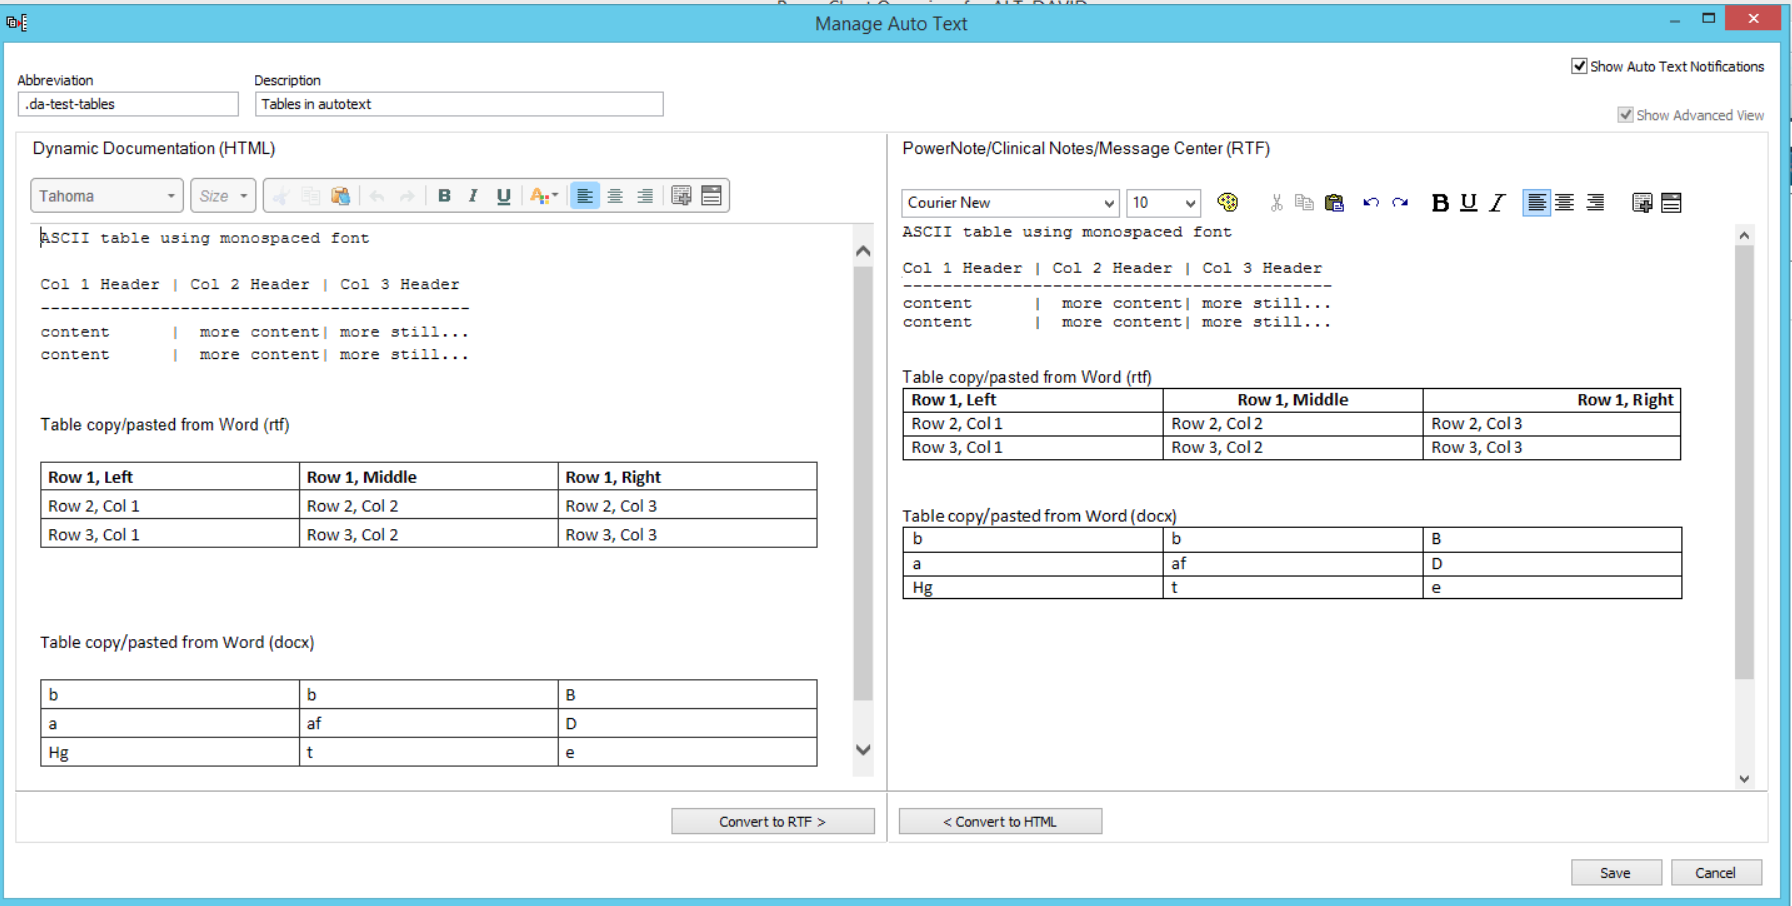 Manage Auto Text
Show Auto Text Notifications
Abbreviation Description
.da-test-tables Tables in autotext
Show Advanced View
Dynamic Documentation (HTML)
Tahoma Size B I U A
ASCII table using monospaced font
Col 1 Header | Col 2 Header | Col 3 Header
-------------------------------------------
content | more content| more still...
content | more content| more still...
Table copy/pasted from Word (rtf)
Row 1, Left Row 1, Middle Row 1, Right
Row 2, Col 1 Row 2, Col 2 Row 2, Col 3
Row 3, Col 1 Row 3, Col 2 Row 3, Col 3
Table copy/pasted from Word (docx)
b b B
a af D
Hg t e
Convert to RTF >
PowerNote/Clinical Notes/Message Center (RTF)
Courier New 10 B U I
ASCII table using monospaced font
Col 1 Header | Col 2 Header | Col 3 Header
-------------------------------------------
content | more content| more still...
content | more content| more still...
Table copy/pasted from Word (rtf)
Row 1, Left Row 1, Middle Row 1, Right
Row 2, Col 1 Row 2, Col 2 Row 2, Col 3
Row 3, Col 1 Row 3, Col 2 Row 3, Col 3
Table copy/pasted from Word (docx)
b b B
a af D
Hg t e
< Convert to HTML
Save Cancel